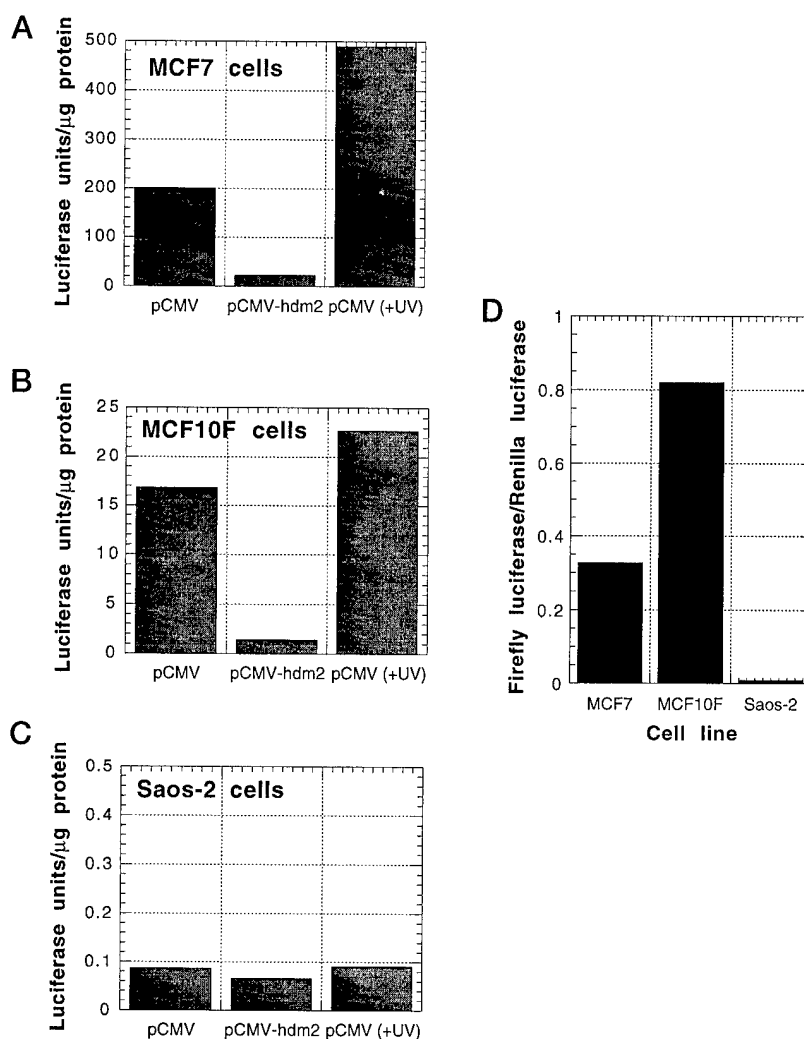 A
Luciferase units/µg protein
500
400
300
200
100
0
MCF7 cells
pCMV
pCMV-hdm2
pCMV (+UV)
B
Luciferase units/µg protein
25
20
15
10
5
0
MCF10F cells
pCMV
pCMV-hdm2
pCMV (+UV)
C
Luciferase units/µg protein
0.5
0.4
0.3
0.2
0.1
0
Saos-2 cells
pCMV
pCMV-hdm2
pCMV (+UV)
D
Firefly luciferase/Renilla luciferase
1
0.8
0.6
0.4
0.2
0
MCF7
MCF10F
Saos-2
Cell line